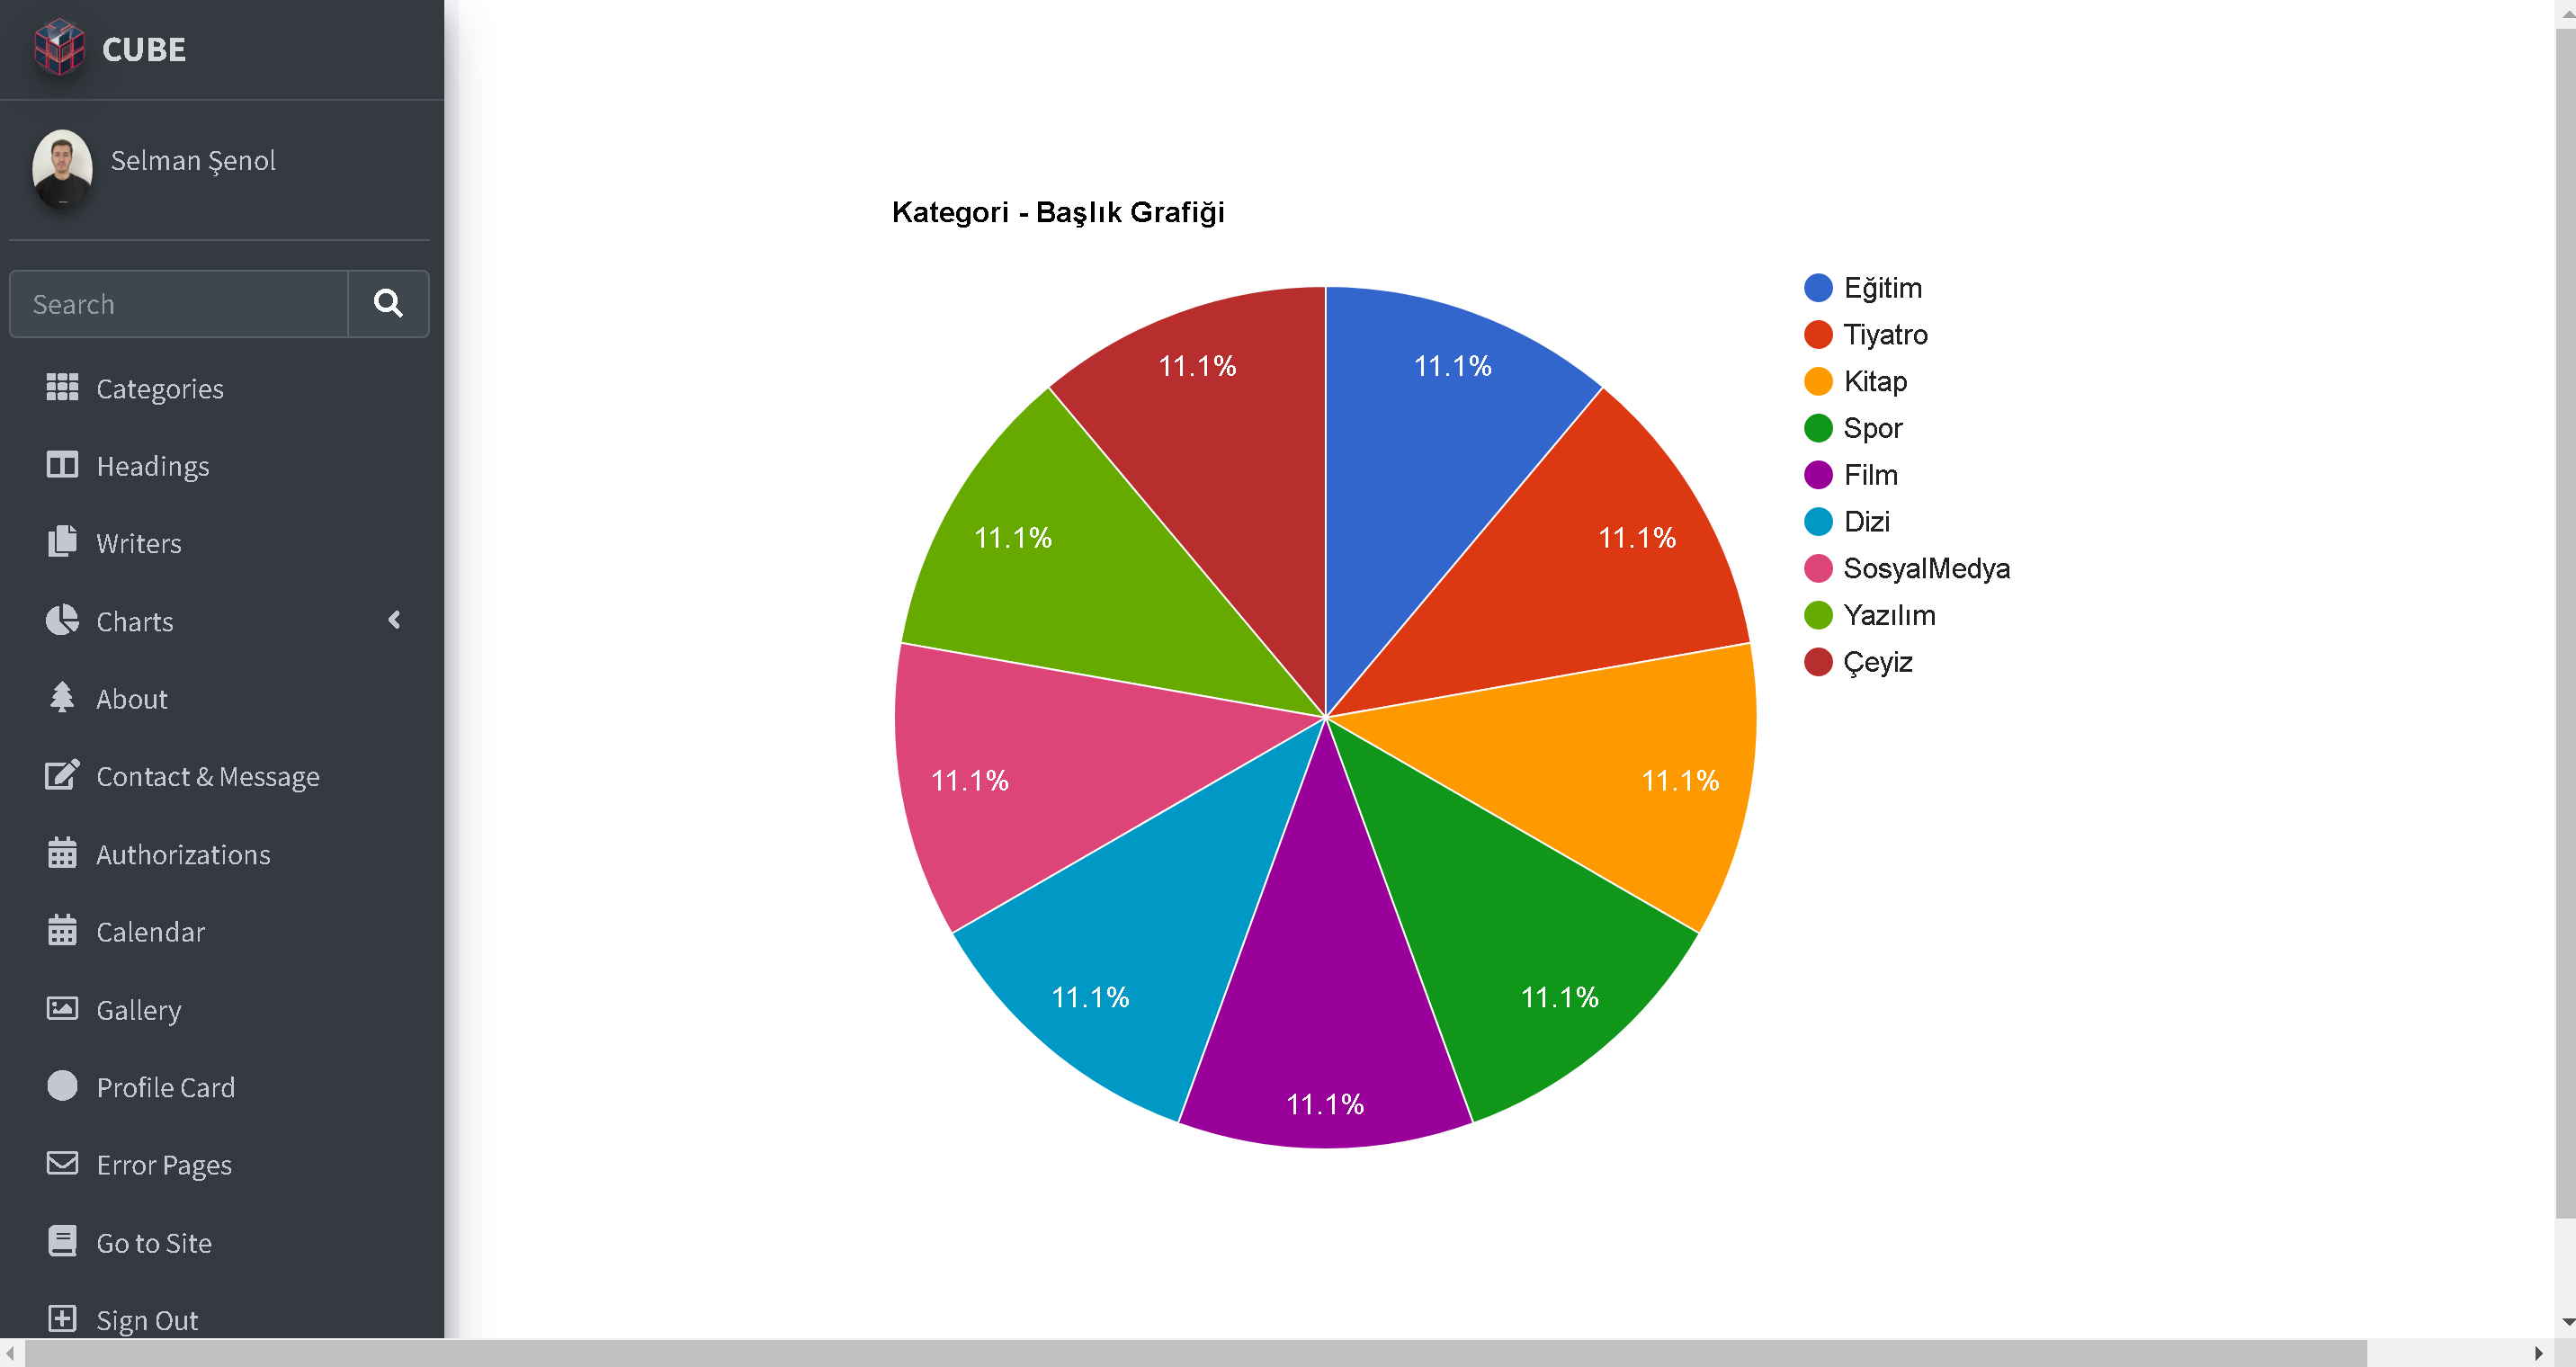 CUBE
Selman Şenol
Search
Categories
Headings
Writers
Charts
About
Contact & Message
Authorizations
Calendar
Gallery
Profile Card
Error Pages
Go to Site
Sign Out
Kategori - Başlık Grafiği
11.1%
11.1%
11.1%
11.1%
11.1%
11.1%
11.1%
11.1%
11.1%
Eğitim
Tiyatro
Kitap
Spor
Film
Dizi
SosyalMedya
Yazılım
Çeyiz